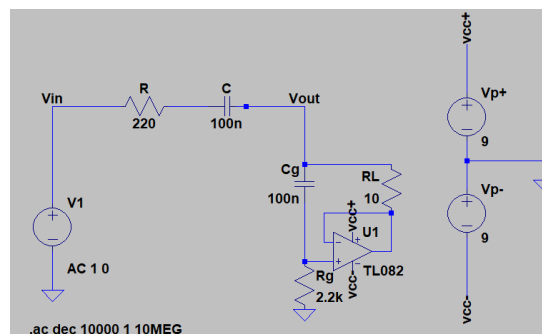 vcc+
R
C
Vin
Vout
220
100n
Vp+
9
Cg
100n
RL
10
vcc+
V1
U1
Vp-
9
TL082
Rg
2.2k
vcc-
AC 1 0
vcc-
.ac dec 10000 1 10MEG